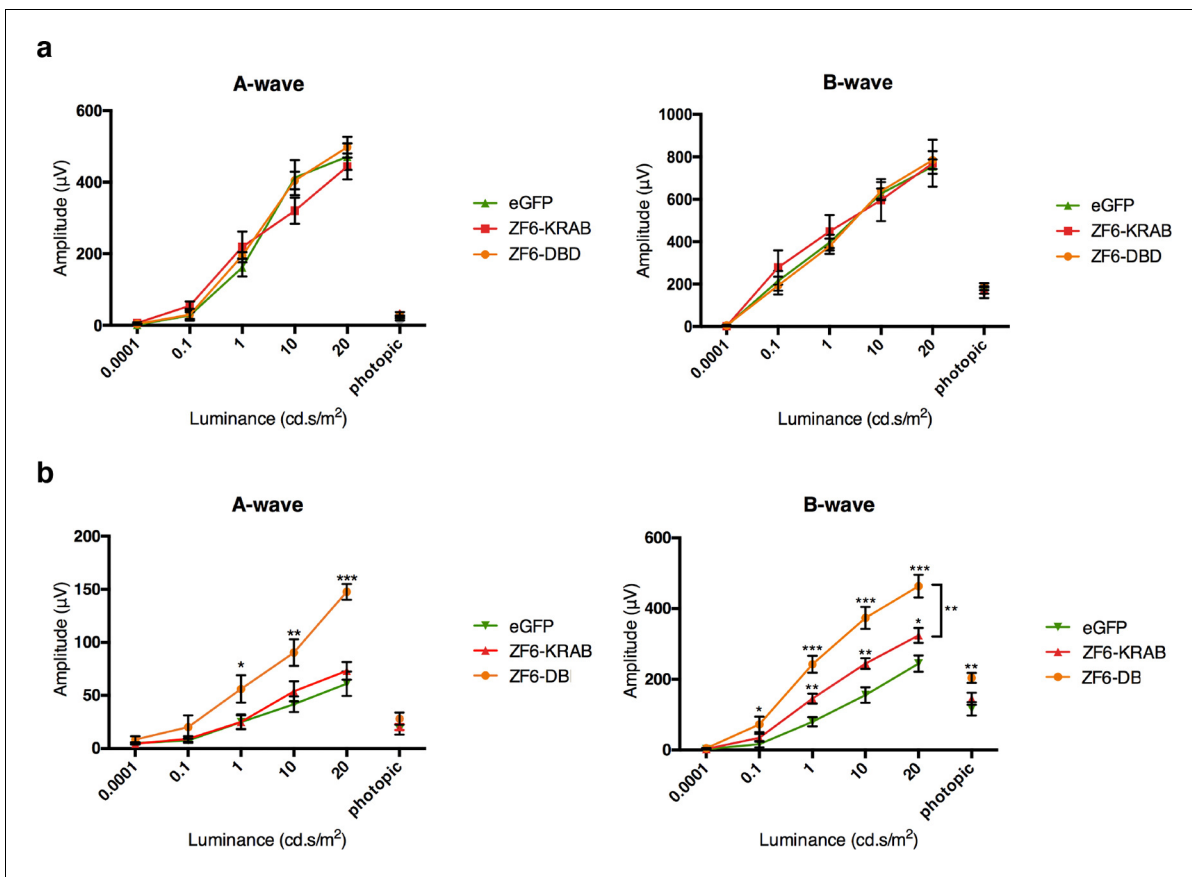 a
A-wave
600
400
200
0
Amplitude (µV)
0.0001
0.1
1
10
20
photopic
Luminance (cd.s/m²)
eGFP
ZF6-KRAB
ZF6-DBD
B-wave
1000
800
600
400
200
0
Amplitude (µV)
0.0001
0.1
1
10
20
photopic
Luminance (cd.s/m²)
eGFP
ZF6-KRAB
ZF6-DBD
b
A-wave
200
150
100
50
0
Amplitude (µV)
*
**
***
0.0001
0.1
1
10
20
photopic
Luminance (cd.s/m²)
eGFP
ZF6-KRAB
ZF6-DB
B-wave
600
400
200
0
Amplitude (µV)
*
***
**
***
**
***
*
**
**
0.0001
0.1
1
10
20
photopic
Luminance (cd.s/m²)
eGFP
ZF6-KRAB
ZF6-DB